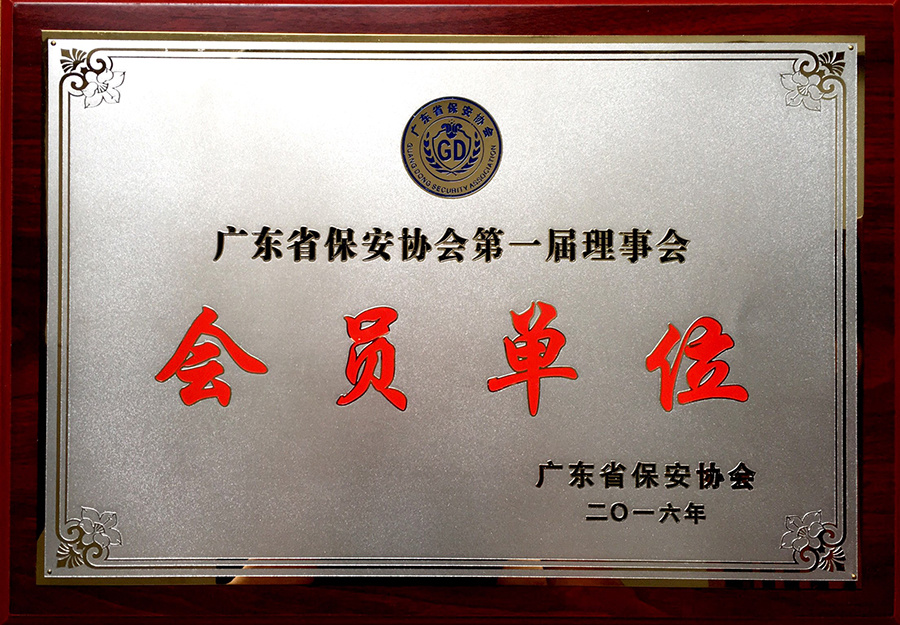 广东省保安协会
GD
GUANGDONG SECURITY ASSOCIATION
广东省保安协会第一届理事会
会员单位
广东省保安协会
二〇一六年